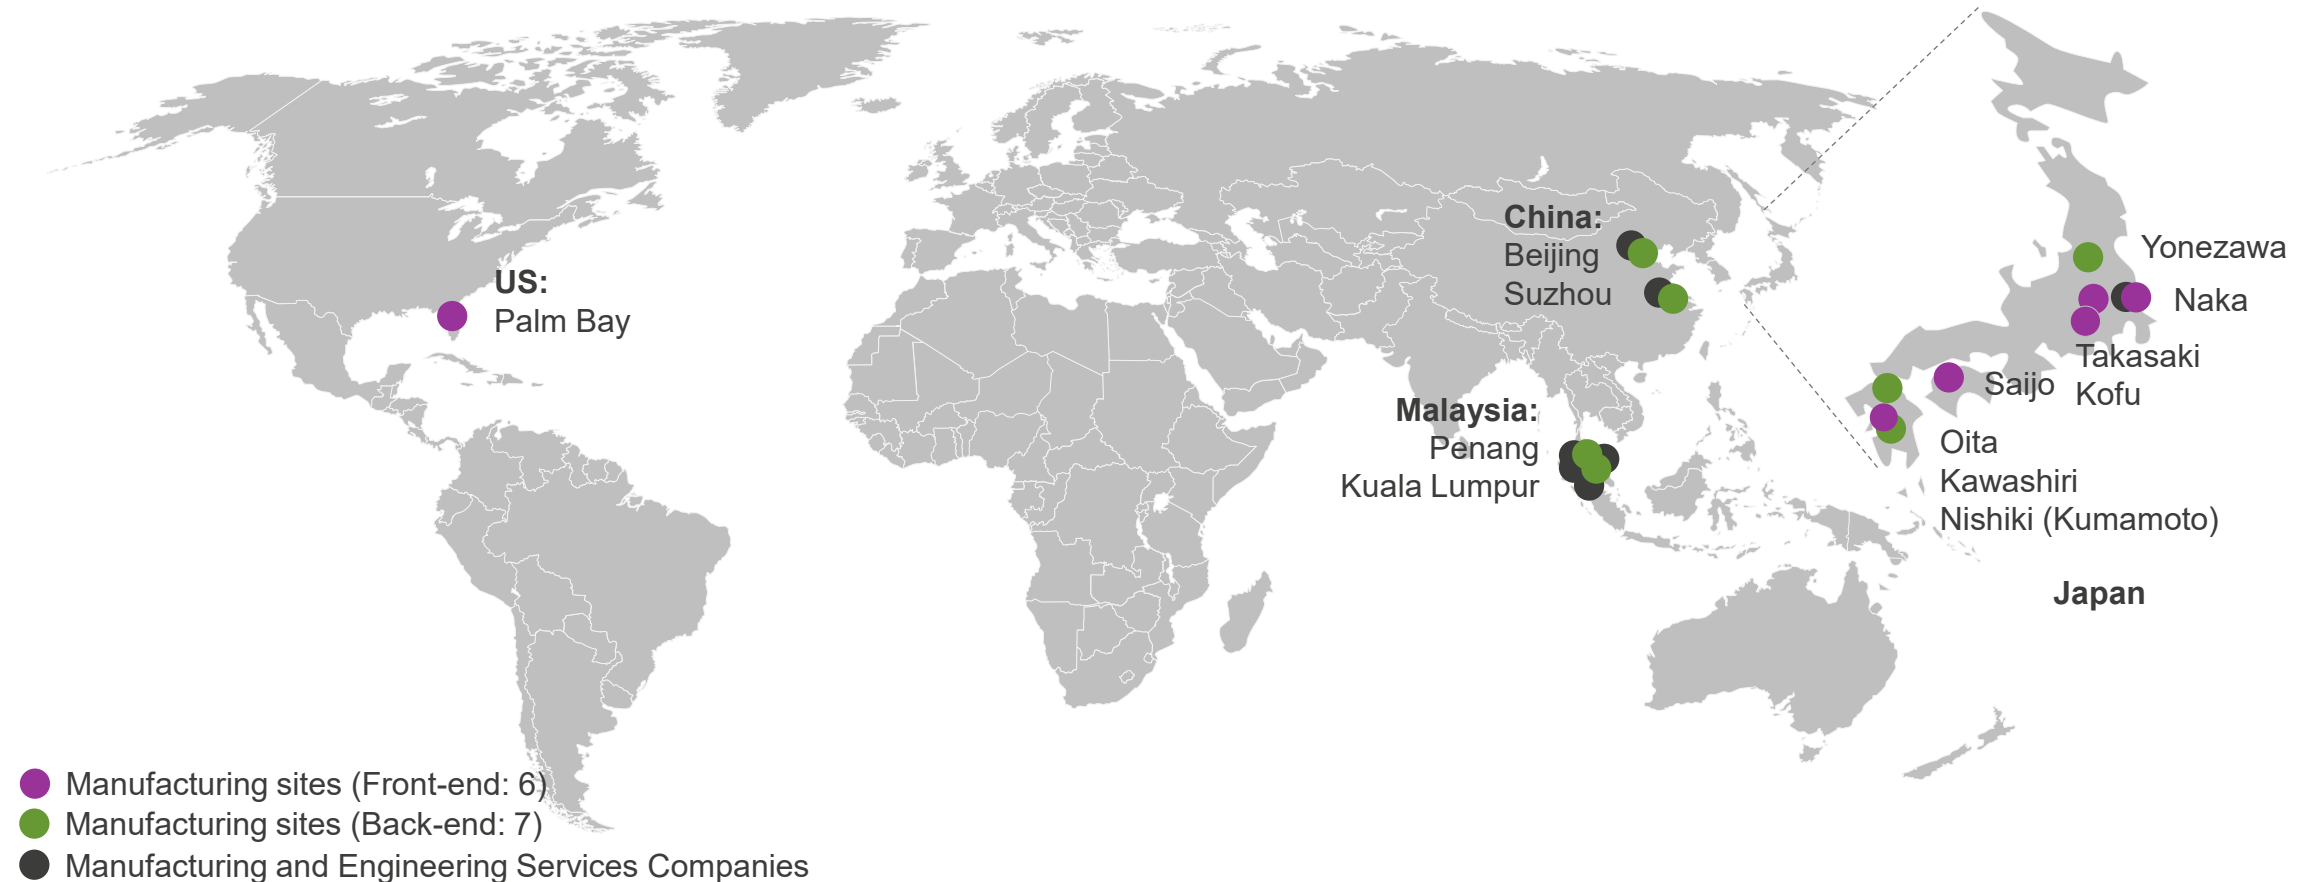 US:
Palm Bay
China:
Beijing
Suzhou
Malaysia:
Penang
Kuala Lumpur
Yonezawa
Naka
Takasaki
Kofu
Saijo
Oita
Kawashiri
Nishiki (Kumamoto)
Japan
Manufacturing sites (Front-end: 6)
Manufacturing sites (Back-end: 7)
Manufacturing and Engineering Services Companies